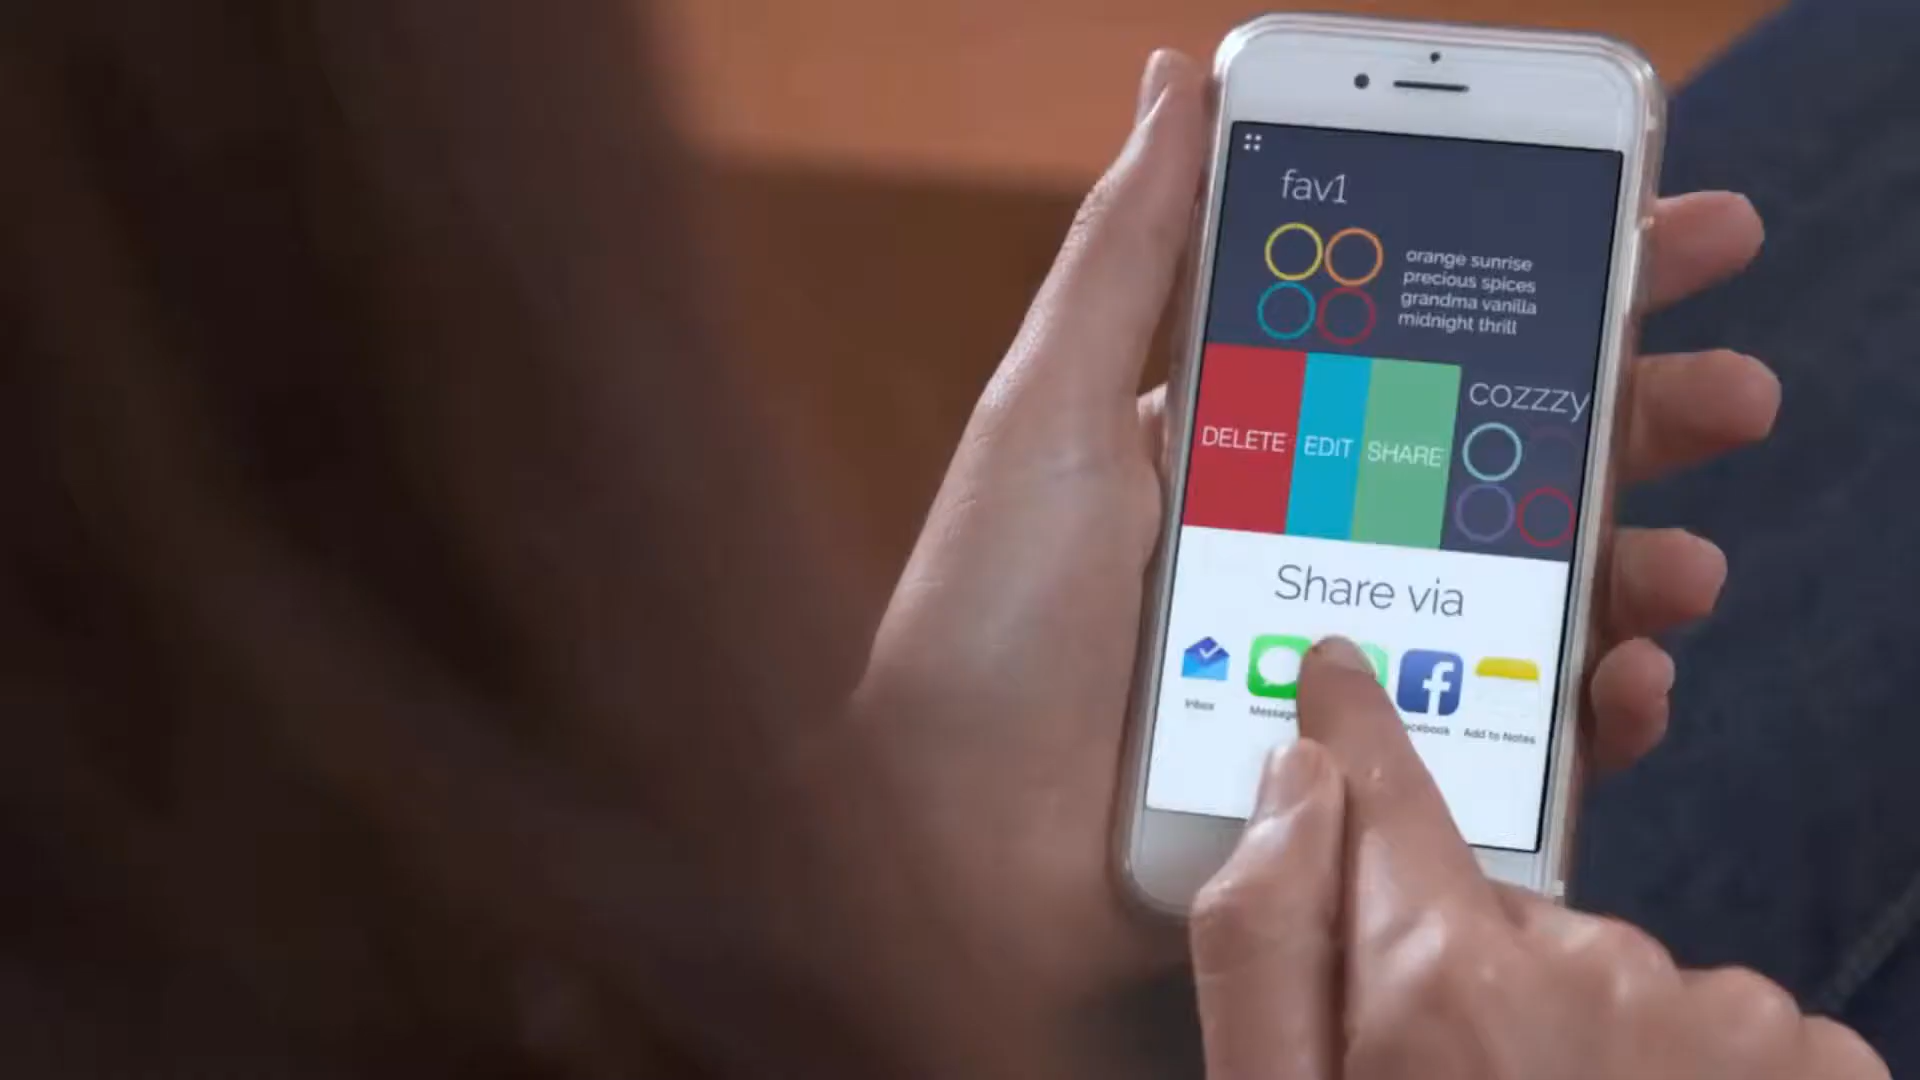 fav1
orange sunrise
precious spices
grandma vanilla
midnight thrill
DELETE EDIT SHARE
cozzzy
Share via
Inbox
Add to Notes